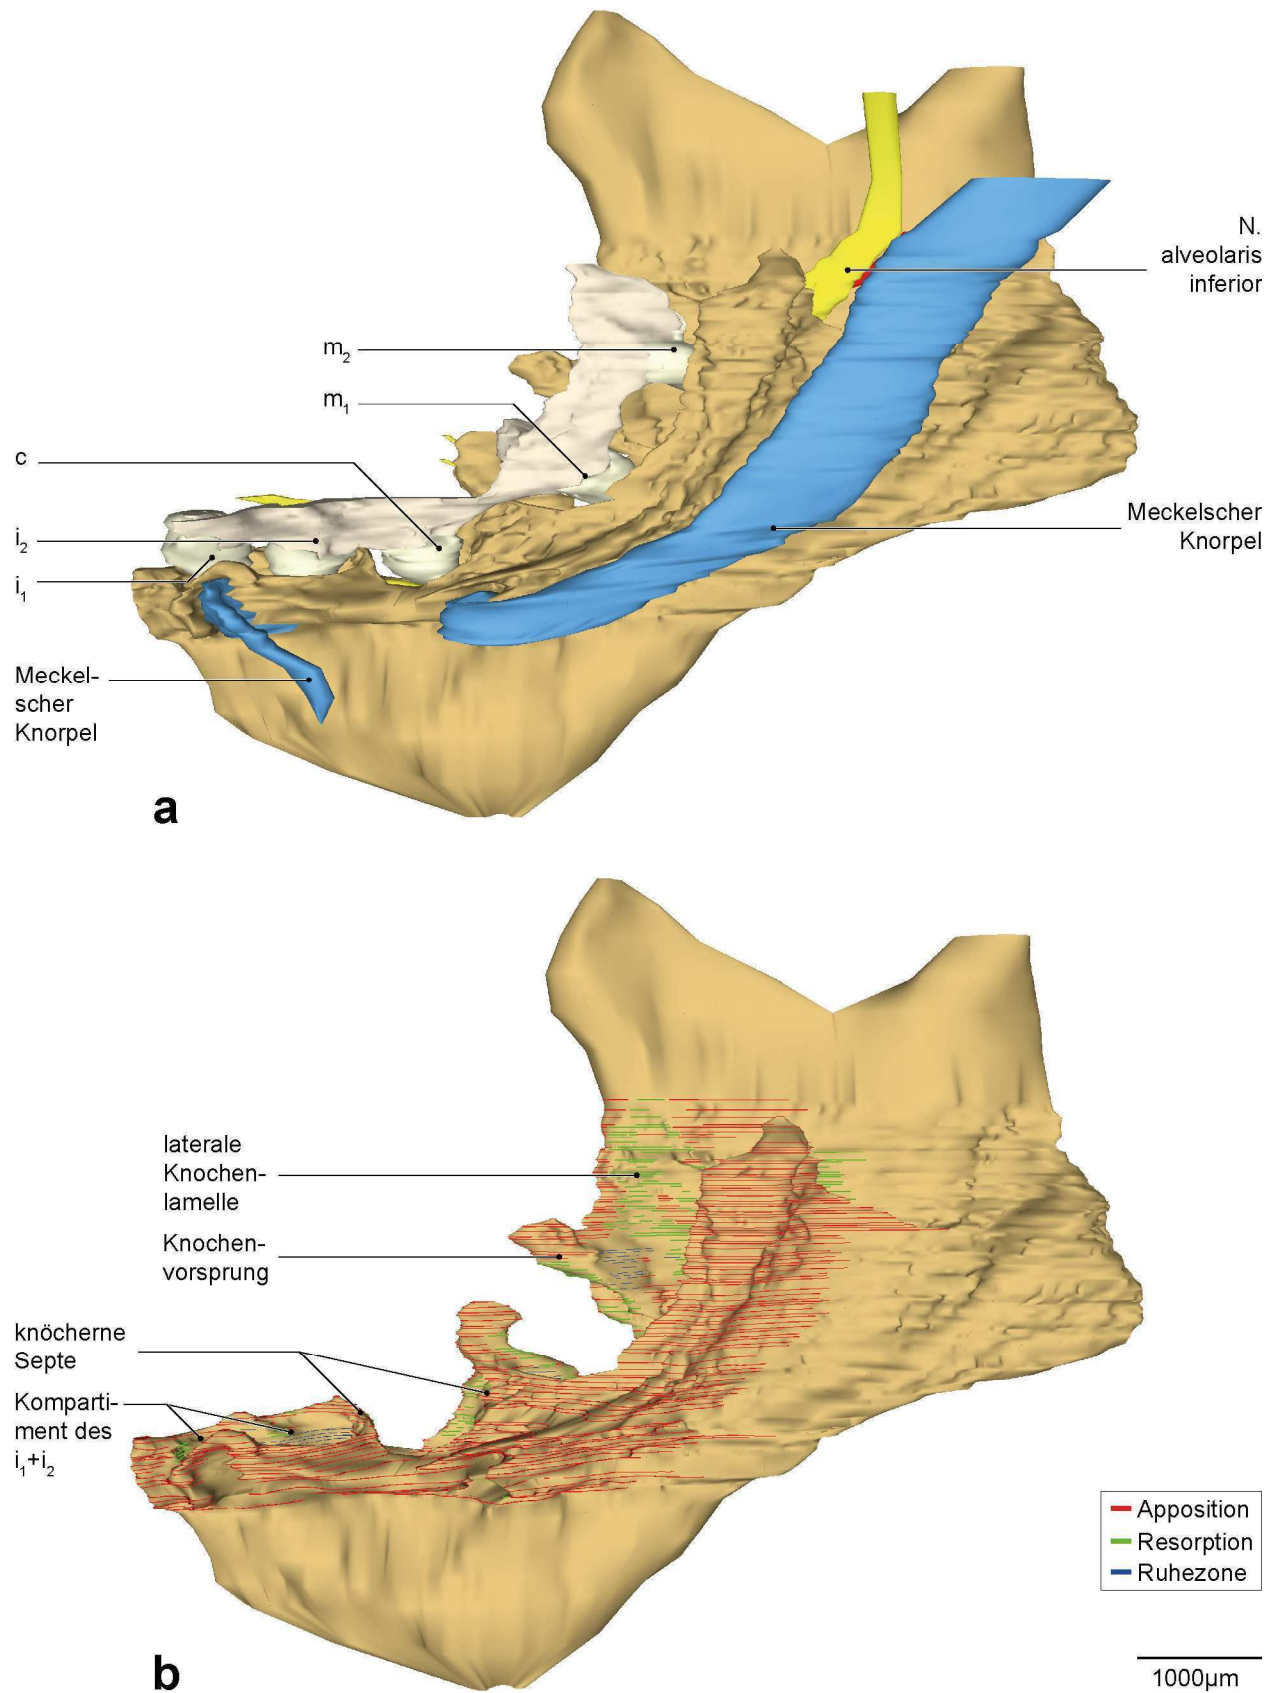 N.
alveolaris
inferior
m₂
m₁
c
i₂
i₁
Meckelscher
Knorpel
Meckel-
scher
Knorpel
a
laterale
Knochen-
lamelle
Knochen-
vorsprung
knöcherne
Septe
Komparti-
ment des
i₁+i₂
Apposition
Resorption
Ruhezone
b
1000µm